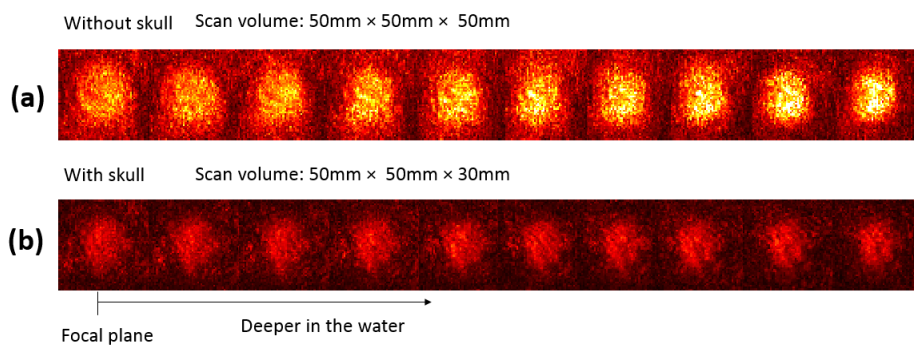 Without skull Scan volume: 50mm × 50mm × 50mm
(a)
With skull Scan volume: 50mm × 50mm × 30mm
(b)
Focal plane
Deeper in the water